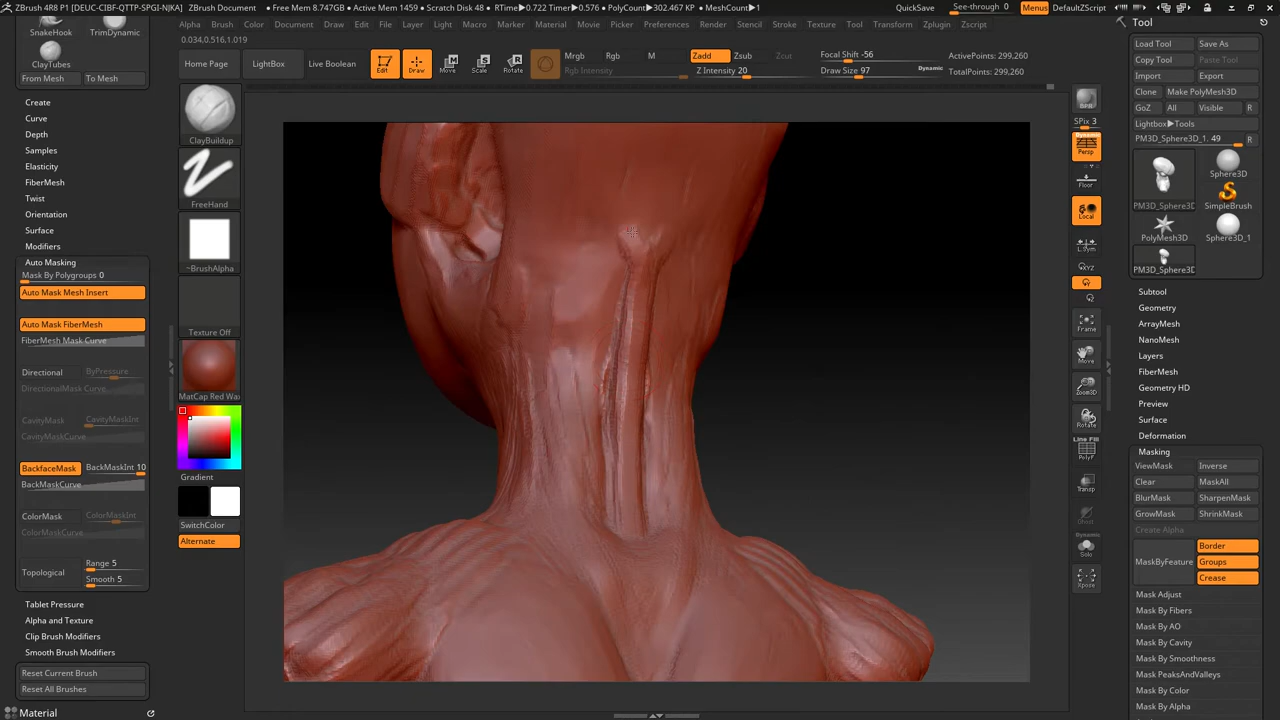 ZBrush 4R8 P1 [DEUC-CIBF-QTTP-SPGI-NJKA] ZBrush Document • Free Mem 8.747GB • Active Mem 1459 • Scratch Disk 48 • RTime▶0.722 Timer▶0.576 • PolyCount▶302.467 KP • MeshCount▶1
QuickSave
See-through 0
Menus
DefaultZScript
Alpha Brush Color Document Draw Edit File Layer Light Macro Marker Material Movie Picker Preferences Render Stencil Stroke Texture Tool Transform Zplugin Zscript
0.034,0.516,1.019
Home Page
LightBox
Live Boolean
Edit
Draw
Move
Scale
Rotate
Mrgb
Rgb
M
Rgb Intensity
Zadd
Zsub
Zcut
Z Intensity 20
Focal Shift -56
Draw Size 97
Dynamic
ActivePoints: 299,260
TotalPoints: 299,260
SnakeHook
TrimDynamic
ClayTubes
From Mesh
To Mesh
Create
Curve
Depth
Samples
Elasticity
FiberMesh
Twist
Orientation
Surface
Modifiers
Auto Masking
Mask By Polygroups 0
Auto Mask Mesh Insert
Auto Mask FiberMesh
FiberMesh Mask Curve
Directional
ByPressure
DirectionalMask Curve
CavityMask
CavityMaskInt
CavityMaskCurve
BackfaceMask
BackMaskInt 10
BackMaskCurve
ColorMask
ColorMaskInt
ColorMaskCurve
Topological
Range 5
Smooth 5
Tablet Pressure
Alpha and Texture
Clip Brush Modifiers
Smooth Brush Modifiers
Reset Current Brush
Reset All Brushes
Material
ClayBuildup
FreeHand
~BrushAlpha
Texture Off
MatCap Red Wa
Gradient
SwitchColor
Alternate
BPR
SPix 3
Dynamic
Persp
Floor
Local
L.Sym
XYZ
Frame
Move
Zoom3D
Rotate
Line Fill
PolyF
Transp
Ghost
Dynamic
Solo
Xpose
Tool
Load Tool
Save As
Copy Tool
Paste Tool
Import
Export
Clone
Make PolyMesh3D
GoZ
All
Visible
R
Lightbox▶Tools
PM3D_Sphere3D_1. 49
R
PM3D_Sphere3D
Sphere3D
SimpleBrush
PolyMesh3D
Sphere3D_1
PM3D_Sphere3D
Subtool
Geometry
ArrayMesh
NanoMesh
Layers
FiberMesh
Geometry HD
Preview
Surface
Deformation
Masking
ViewMask
Inverse
Clear
MaskAll
BlurMask
SharpenMask
GrowMask
ShrinkMask
Create Alpha
MaskByFeature
Border
Groups
Crease
Mask Adjust
Mask By Fibers
Mask By AO
Mask By Cavity
Mask By Smoothness
Mask PeaksAndValleys
Mask By Color
Mask By Alpha